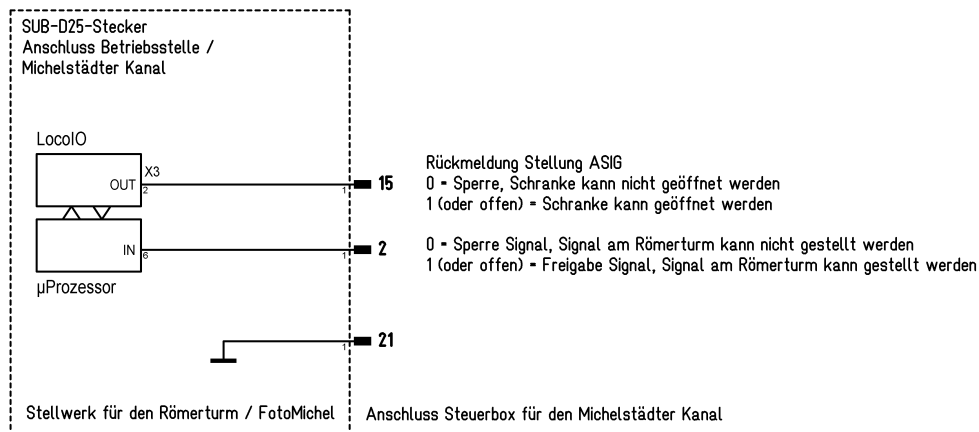 SUB-D25-Stecker
Anschluss Betriebsstelle /
Michelstädter Kanal
LocoIO
X3
OUT
2
1
15
Rückmeldung Stellung ASIG
0 = Sperre, Schranke kann nicht geöffnet werden
1 (oder offen) = Schranke kann geöffnet werden
IN
6
1
2
0 = Sperre Signal, Signal am Römerturm kann nicht gestellt werden
1 (oder offen) = Freigabe Signal, Signal am Römerturm kann gestellt werden
µProzessor
1
21
Stellwerk für den Römerturm / FotoMichel
Anschluss Steuerbox für den Michelstädter Kanal